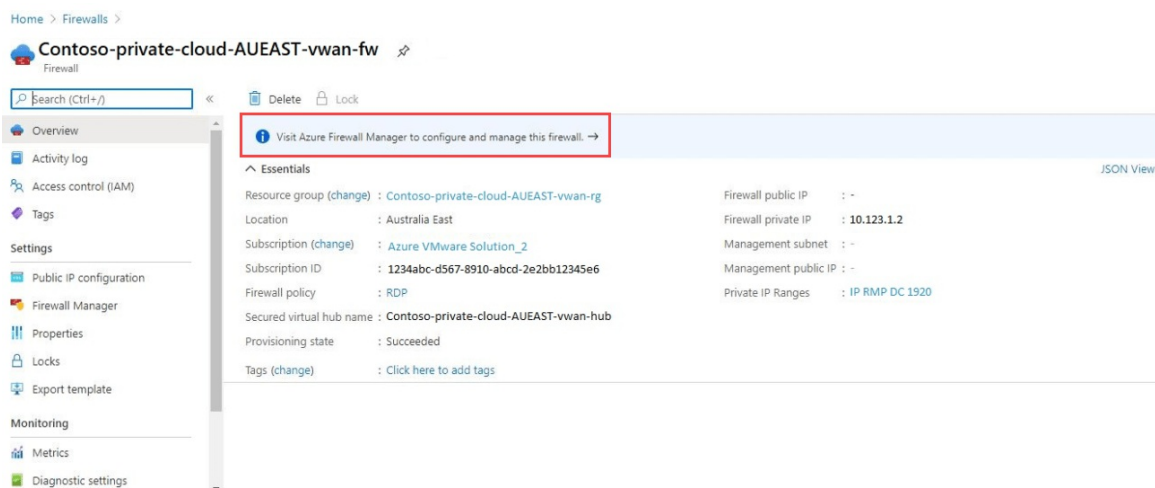 Home > Firewalls >
Contoso-private-cloud-AUEAST-vwan-fw
Firewall
Search (Ctrl+/)
«
Delete
Lock
Overview
Activity log
Access control (IAM)
Tags
Settings
Public IP configuration
Firewall Manager
Properties
Locks
Export template
Monitoring
Metrics
Diagnostic settings
Visit Azure Firewall Manager to configure and manage this firewall. →
Essentials
JSON View
Resource group (change) : Contoso-private-cloud-AUEAST-vwan-rg
Location : Australia East
Subscription (change) : Azure VMware Solution_2
Subscription ID : 1234abc-d567-8910-abcd-2e2bb12345e6
Firewall policy : RDP
Secured virtual hub name : Contoso-private-cloud-AUEAST-vwan-hub
Provisioning state : Succeeded
Tags (change) : Click here to add tags
Firewall public IP : -
Firewall private IP : 10.123.1.2
Management subnet : -
Management public IP : -
Private IP Ranges : IP RMP DC 1920